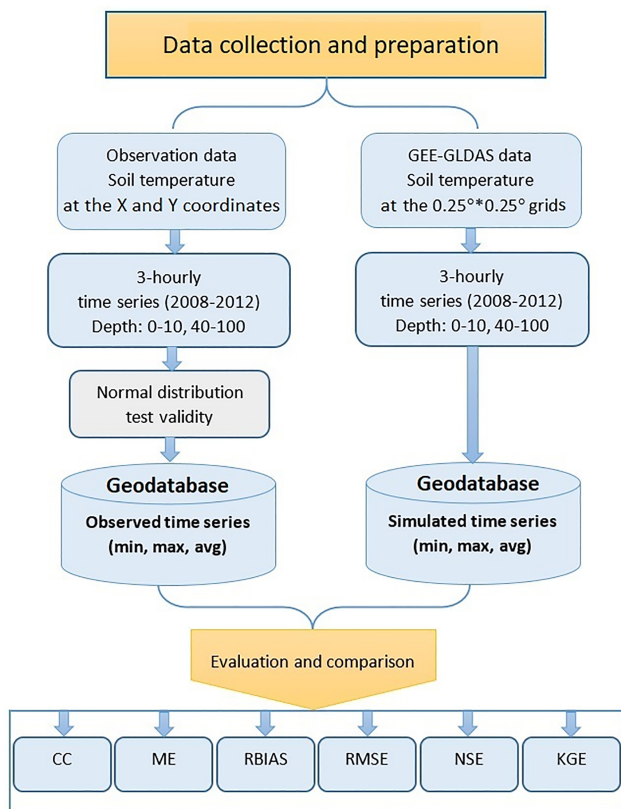 Data collection and preparation
Observation data
Soil temperature
at the X and Y coordinates
GEE-GLDAS data
Soil temperature
at the 0.25°*0.25° grids
3-hourly
time series (2008-2012)
Depth: 0-10, 40-100
3-hourly
time series (2008-2012)
Depth: 0-10, 40-100
Normal distribution
test validity
Geodatabase
Observed time series
(min, max, avg)
Geodatabase
Simulated time series
(min, max, avg)
Evaluation and comparison
CC
ME
RBIAS
RMSE
NSE
KGE